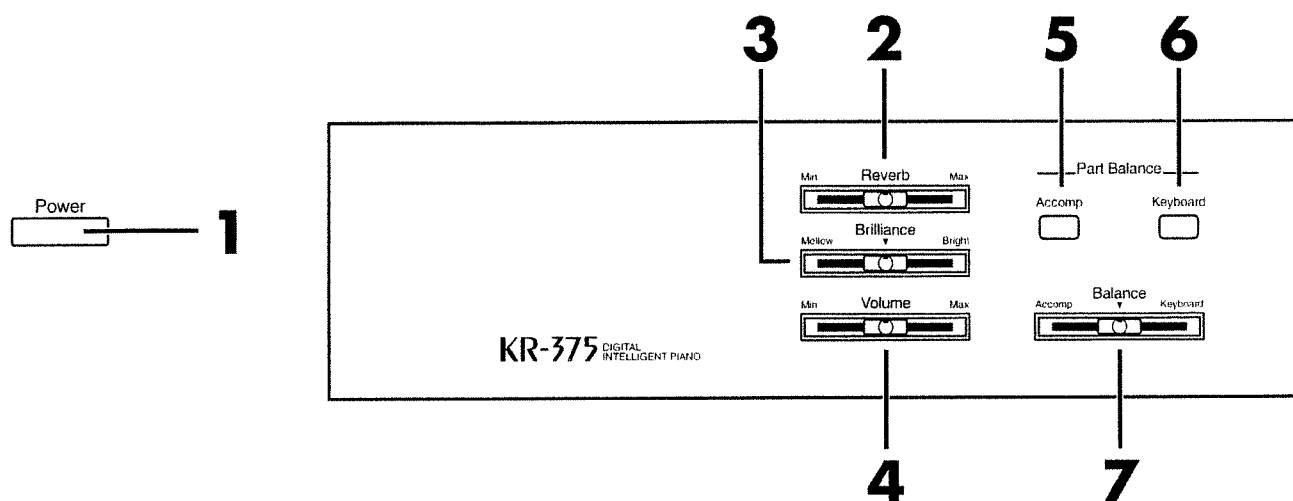 3 2 5 6
Part Balance
Min Reverb Max
Accomp Keyboard
Power
1
Brilliance
Mellow Bright
Min Volume Max
Balance
Accomp Keyboard
KR-375 DIGITAL
INTELLIGENT PIANO
4 7